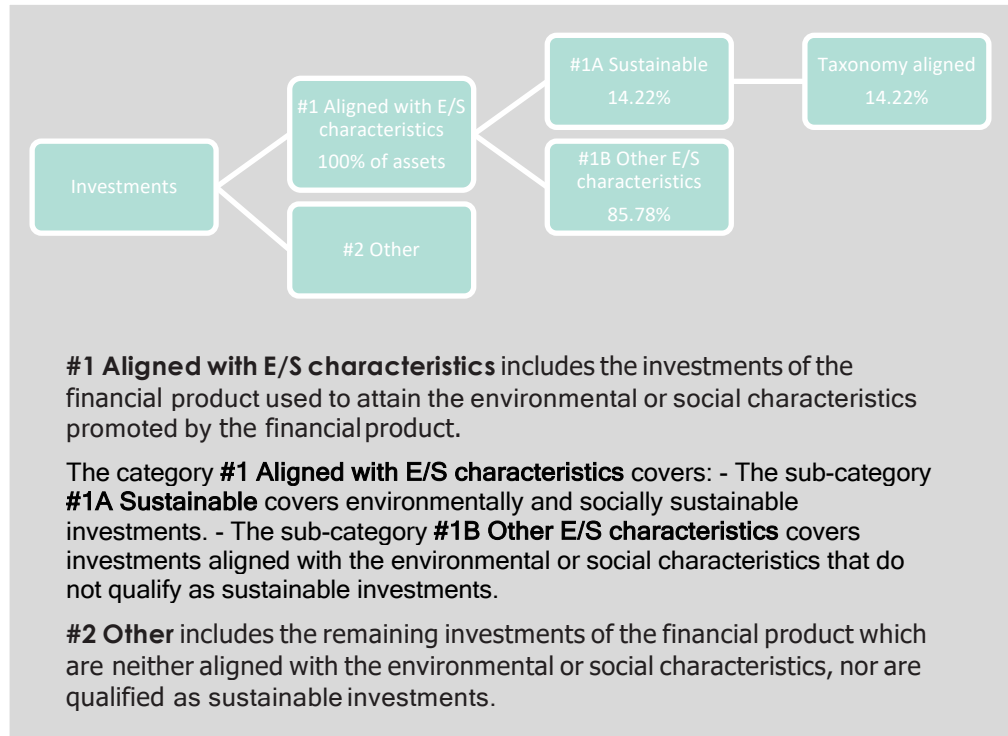 Investments
#1 Aligned with E/S
characteristics
100% of assets
#2 Other
#1A Sustainable
14.22%
#1B Other E/S
characteristics
85.78%
Taxonomy aligned
14.22%
#1 Aligned with E/S characteristics includes the investments of the
financial product used to attain the environmental or social characteristics
promoted by the financial product.
The category #1 Aligned with E/S characteristics covers: - The sub-category
#1A Sustainable covers environmentally and socially sustainable
investments. - The sub-category #1B Other E/S characteristics covers
investments aligned with the environmental or social characteristics that do
not qualify as sustainable investments.
#2 Other includes the remaining investments of the financial product which
are neither aligned with the environmental or social characteristics, nor are
qualified as sustainable investments.